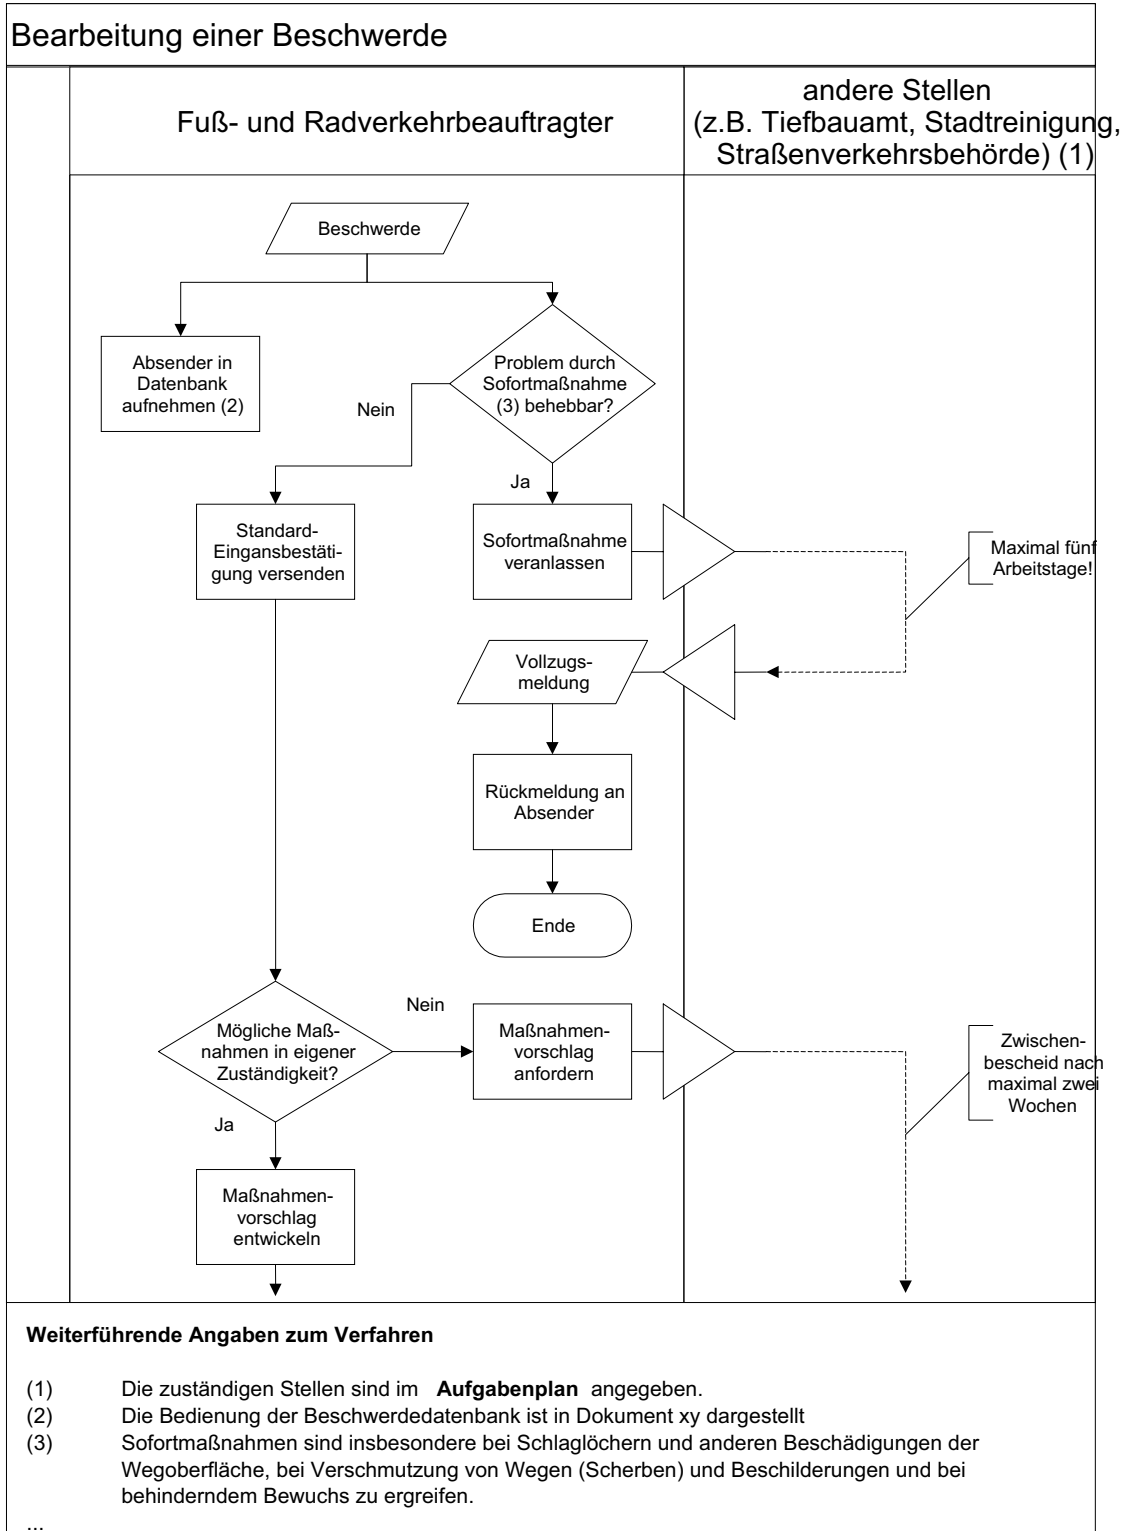 Bearbeitung einer Beschwerde
Fuß- und Radverkehrbeauftragter
andere Stellen
(z.B. Tiefbauamt, Stadtreinigung,
Straßenverkehrsbehörde) (1)
Beschwerde
Absender in
Datenbank
aufnehmen (2)
Problem durch
Sofortmaßnahme
(3) behebbar?
Nein
Ja
Standard-
Eingansbestäti-
gung versenden
Sofortmaßnahme
veranlassen
Maximal fünf
Arbeitstage!
Vollzugs-
meldung
Rückmeldung an
Absender
Ende
Mögliche Maß-
nahmen in eigener
Zuständigkeit?
Nein
Maßnahmen-
vorschlag
anfordern
Zwischen-
bescheid nach
maximal zwei
Wochen
Ja
Maßnahmen-
vorschlag
entwickeln
Weiterführende Angaben zum Verfahren
(1) Die zuständigen Stellen sind im Aufgabenplan angegeben.
(2) Die Bedienung der Beschwerdedatenbank ist in Dokument xy dargestellt
(3) Sofortmaßnahmen sind insbesondere bei Schlaglöchern und anderen Beschädigungen der
Wegoberfläche, bei Verschmutzung von Wegen (Scherben) und Beschilderungen und bei
behinderndem Bewuchs zu ergreifen.
...